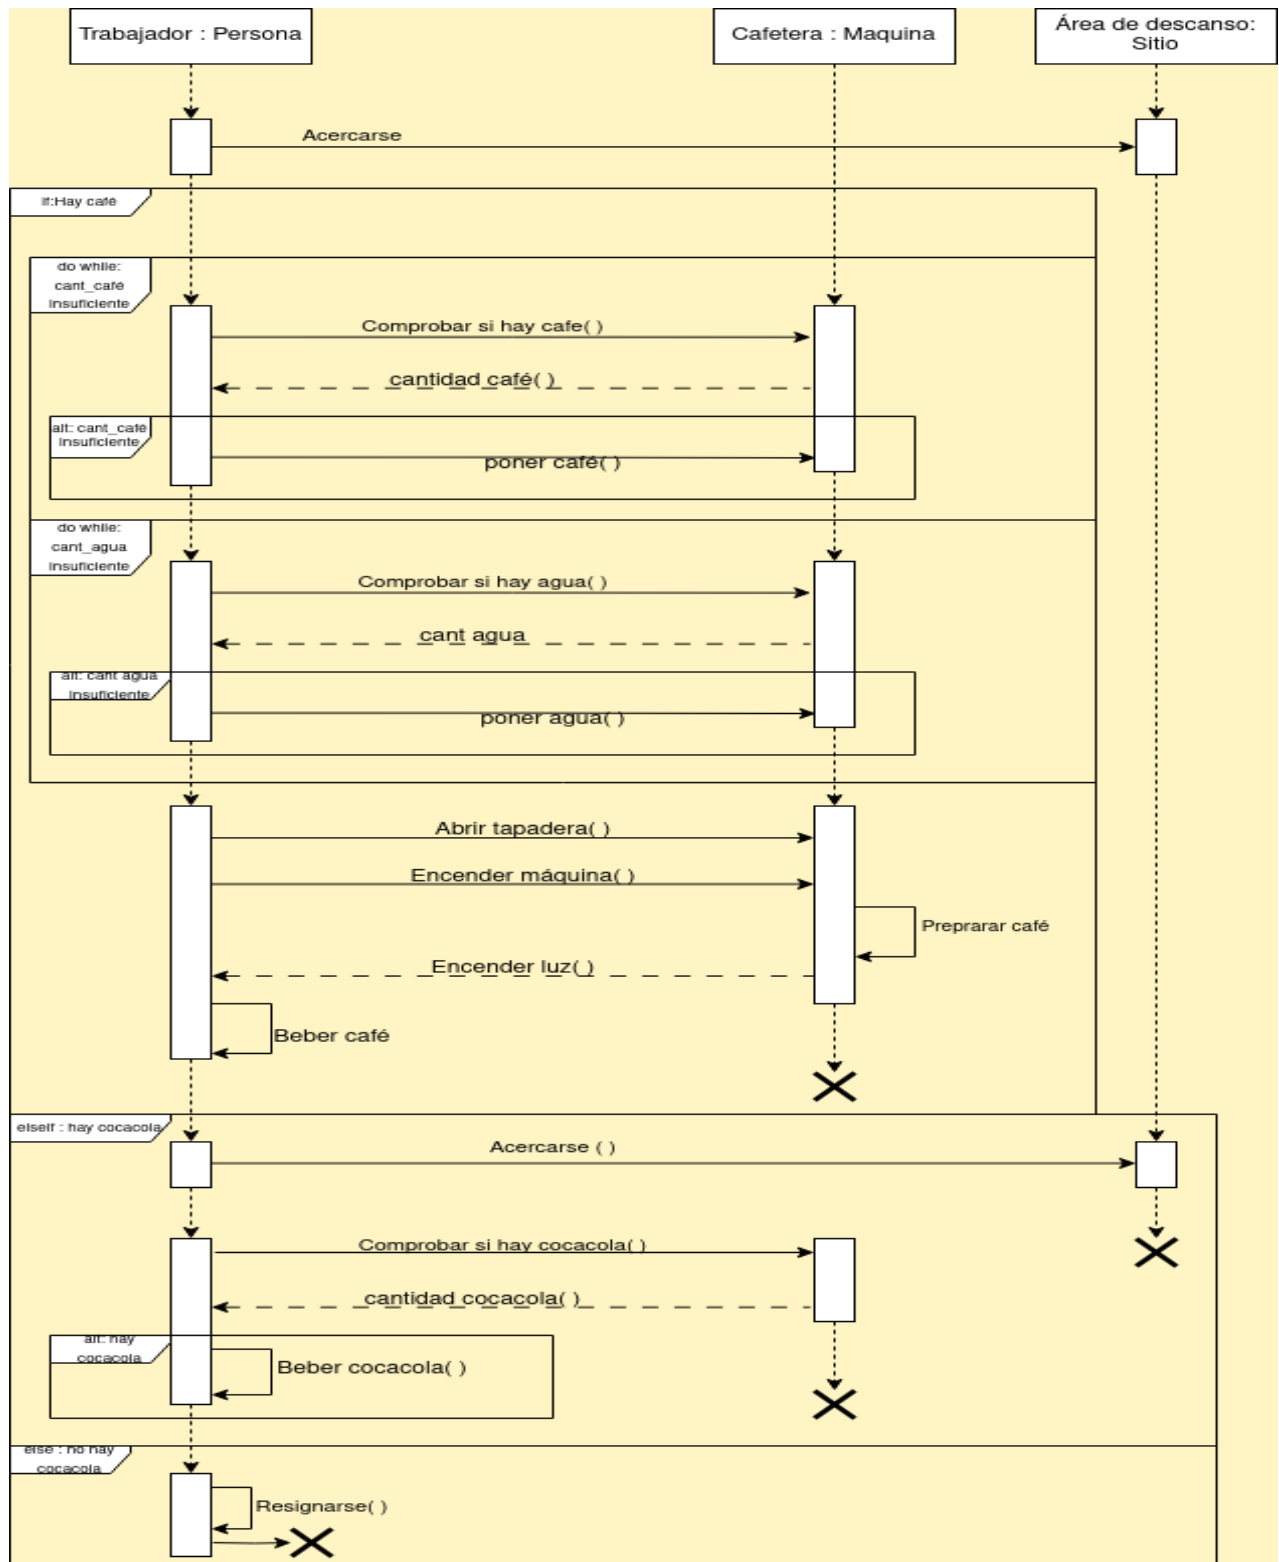 Trabajador : Persona
Cafetera : Maquina
Área de descanso:
Sitio
Acercarse
if:Hay café
do while:
cant_café
insuficiente
Comprobar si hay cafe( )
cantidad café( )
alt: cant_café
insuficiente
poner café( )
do while:
cant_agua
insuficiente
Comprobar si hay agua( )
cant agua
alt: cant agua
insuficiente
poner agua( )
Abrir tapadera( )
Encender máquina( )
Preprarar café
Encender luz( )
Beber café
elseif : hay cocacola
Acercarse ( )
Comprobar si hay cocacola( )
cantidad cocacola( )
alt: hay
cocacola
Beber cocacola( )
else : no hay
cocacola
Resignarse( )